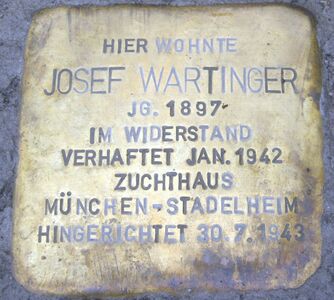 HIER WOHNTE
JOSEF WARTINGER
JG. 1897
IM WIDERSTAND
VERHAFTET JAN. 1942
ZUCHTHAUS
MÜNCHEN-STADELHEIM
HINGERICHTET 30.7.1943